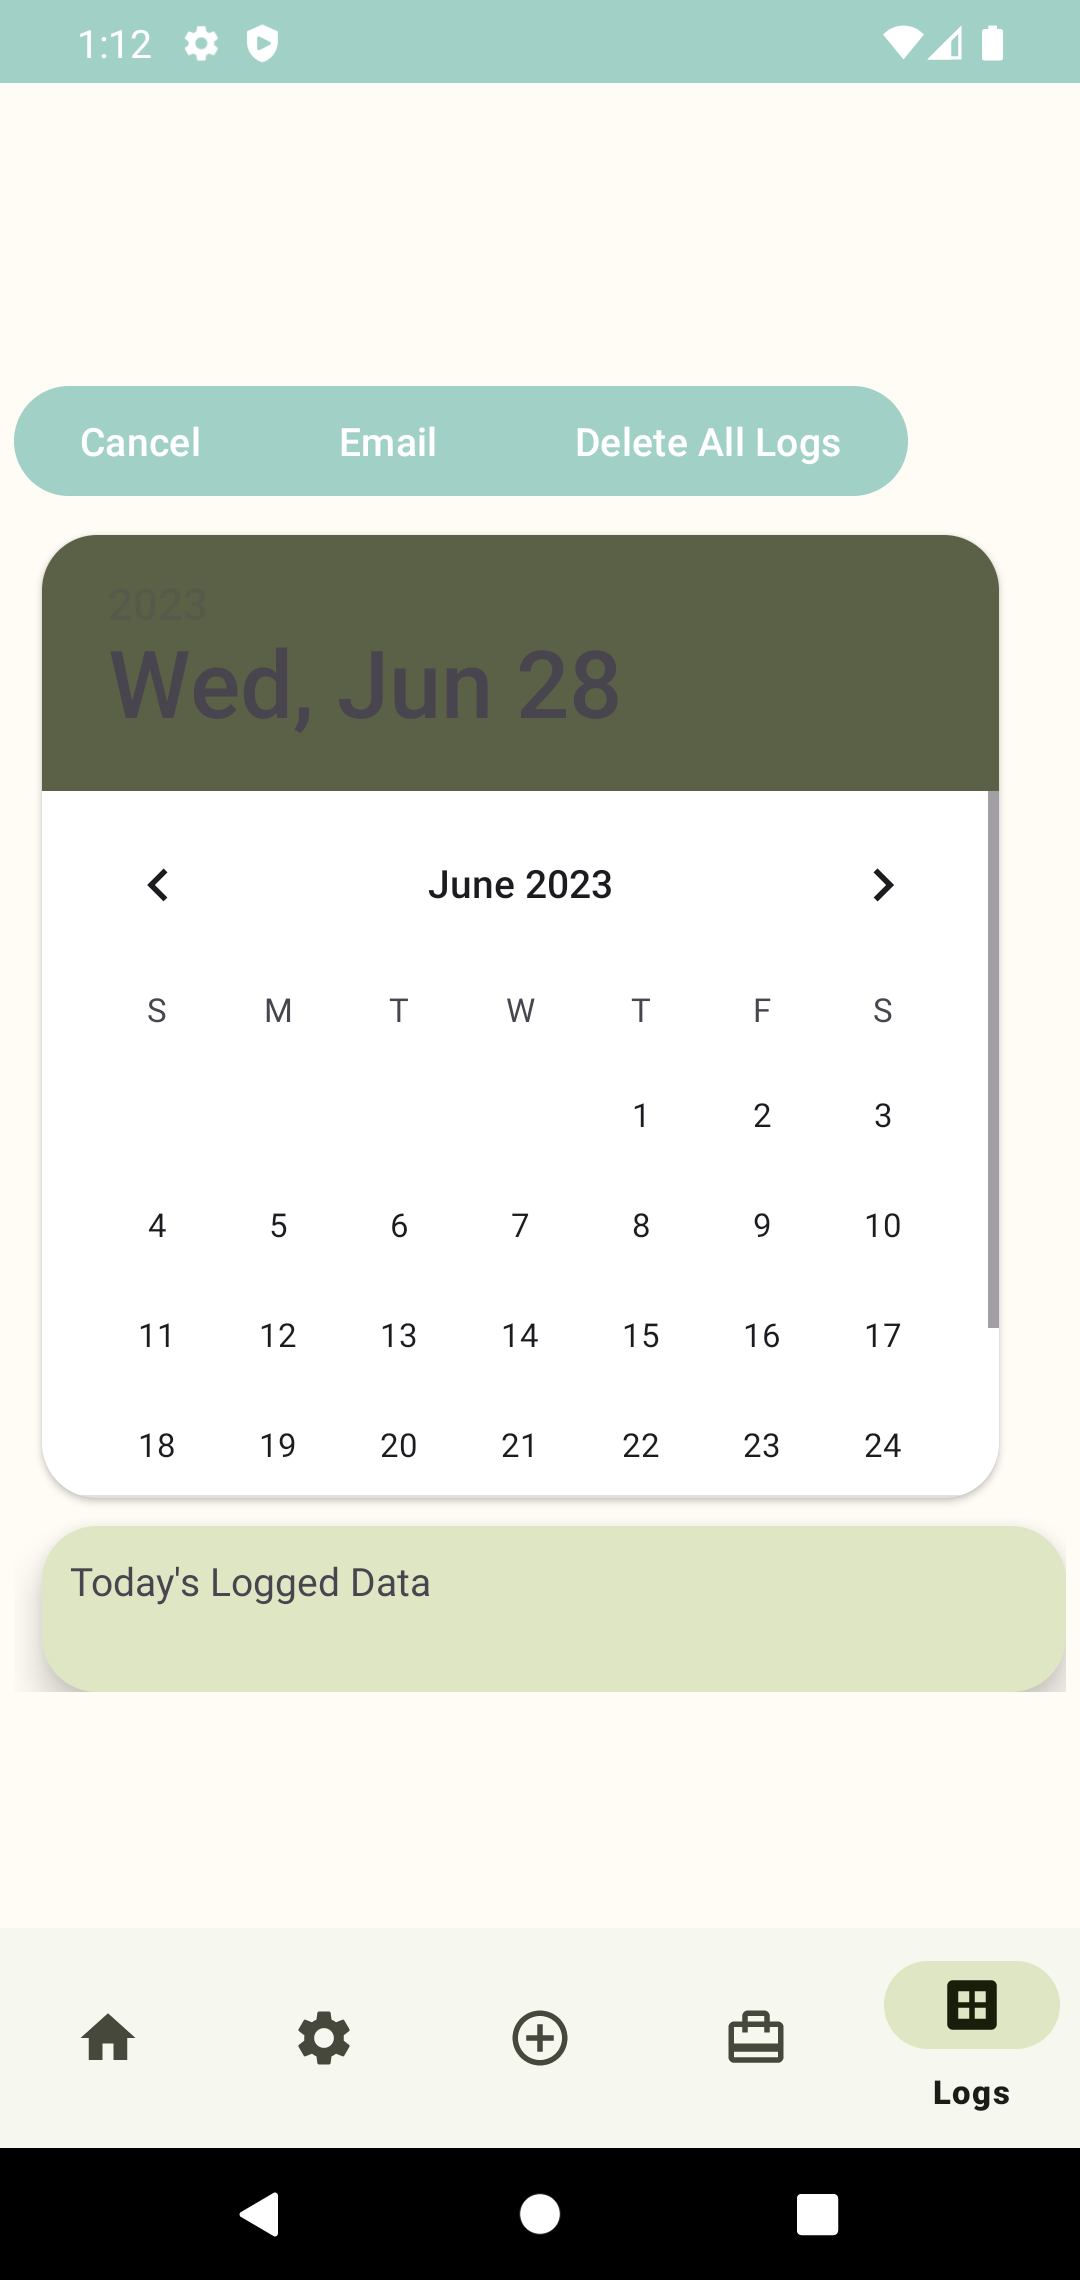 1:12
Cancel Email Delete All Logs
2023
Wed, Jun 28
June 2023
S M T W T F S
1 2 3
4 5 6 7 8 9 10
11 12 13 14 15 16 17
18 19 20 21 22 23 24
Today's Logged Data
Logs